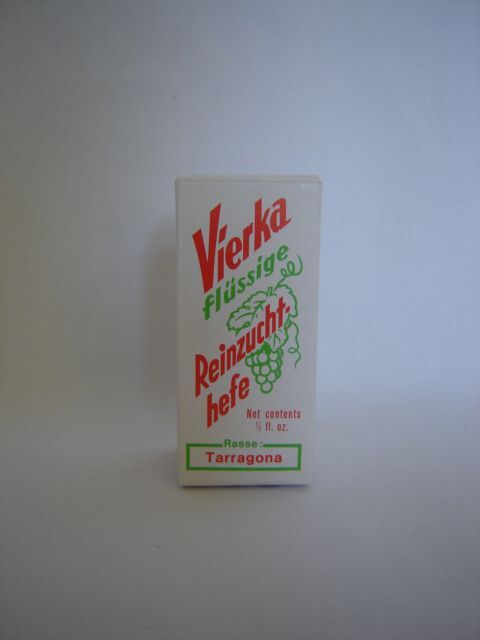 Vierka
flüssige
Reinzucht-
hefe
Net contents
½ fl. oz.
Rasse:
Tarragona